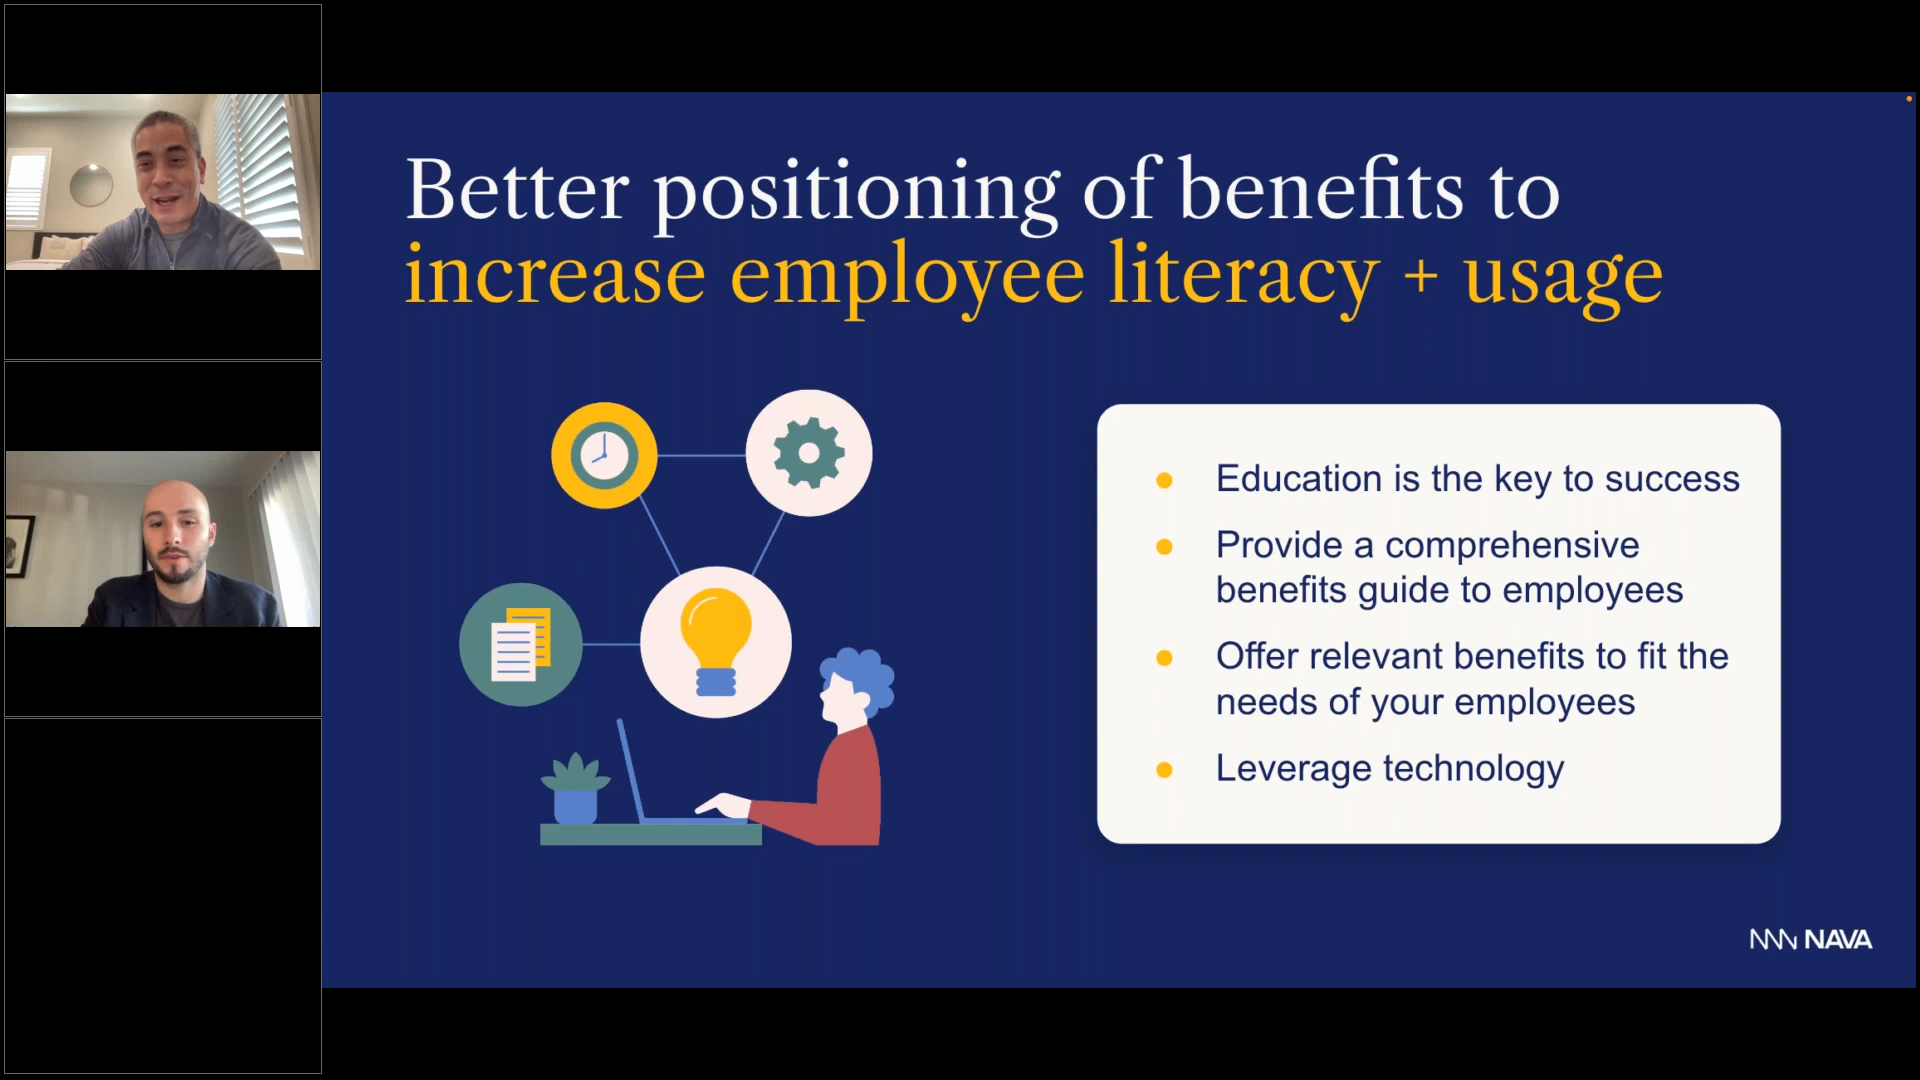 Better positioning of benefits to
increase employee literacy + usage
Education is the key to success
Provide a comprehensive
benefits guide to employees
Offer relevant benefits to fit the
needs of your employees
Leverage technology
NAVA